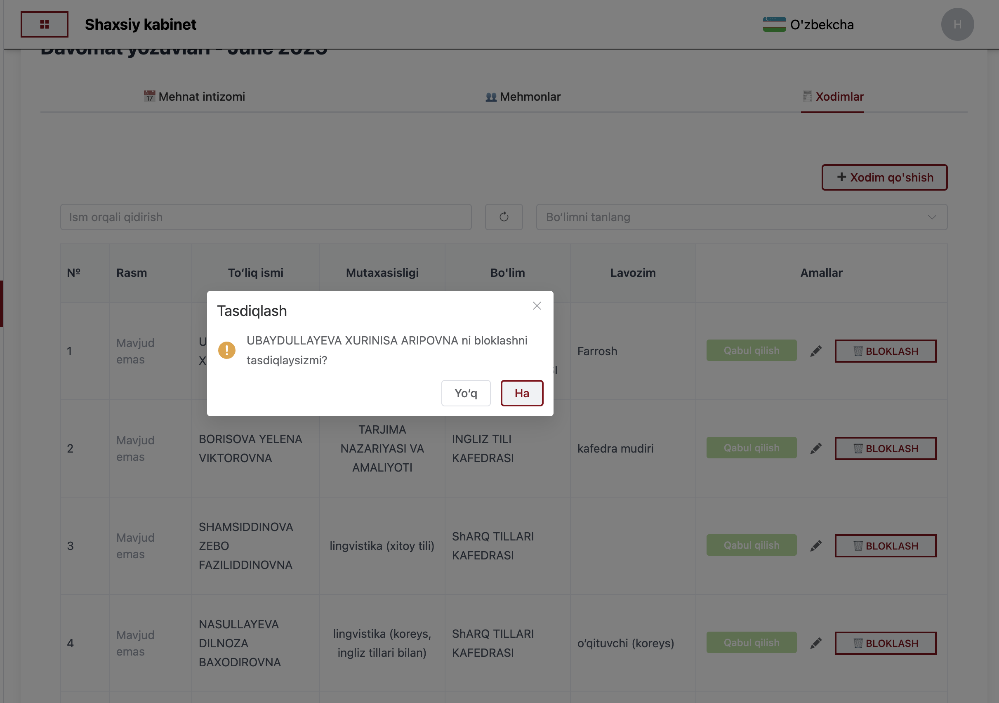 Shaxsiy kabinet
O'zbekcha
H
Davomat yozuvlari - June 2025
Mehnat intizomi
Mehmonlar
Xodimlar
+ Xodim qo'shish
Ism orqali qidirish
Bo‘limni tanlang
Nº Rasm To‘liq ismi Mutaxasisligi Bo'lim Lavozim Amallar
Tasdiqlash
UBAYDULLAYEVA XURINISA ARIPOVNA ni bloklashni
tasdiqlaysizmi?
Yo‘q
Ha
1
Mavjud
emas
Farrosh
Qabul qilish
BLOKLASH
2
Mavjud
emas
BORISOVA YELENA
VIKTOROVNA
TARJIMA
NAZARIYASI VA
AMALIYOTI
INGLIZ TILI
KAFEDRASI
kafedra mudiri
Qabul qilish
BLOKLASH
3
Mavjud
emas
SHAMSIDDINOVA
ZEBO
FAZILIDDINOVNA
lingvistika (xitoy tili)
ShARQ TILLARI
KAFEDRASI
Qabul qilish
BLOKLASH
4
Mavjud
emas
NASULLAYEVA
DILNOZA
BAXODIROVNA
lingvistika (koreys,
ingliz tillari bilan)
ShARQ TILLARI
KAFEDRASI
o‘qituvchi (koreys)
Qabul qilish
BLOKLASH